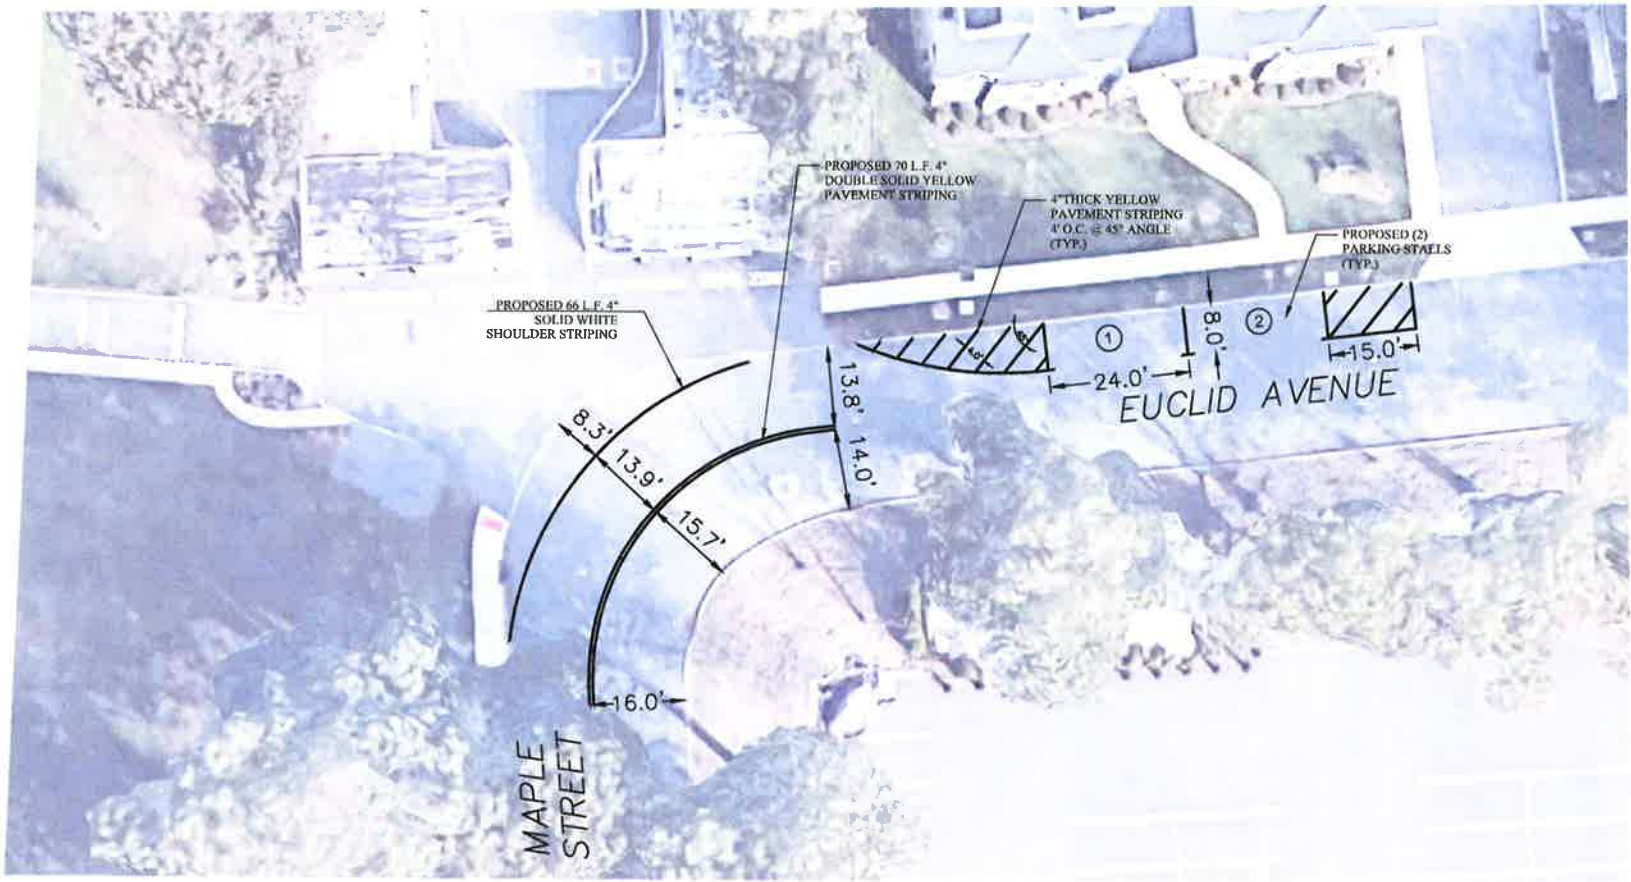 PROPOSED 70 L.F. 4"
DOUBLE SOLID YELLOW
PAVEMENT STRIPING
4" THICK YELLOW
PAVEMENT STRIPING
4' O.C. @ 45° ANGLE
(TYP.)
PROPOSED (2)
PARKING STALLS
(TYP.)
PROPOSED 66 L.F. 4"
SOLID WHITE
SHOULDER STRIPING
1
8.0'
2
15.0'
24.0'
EUCLID AVENUE
13.8'
14.0'
8.3'
13.9'
15.7'
16.0'
MAPLE
STREET